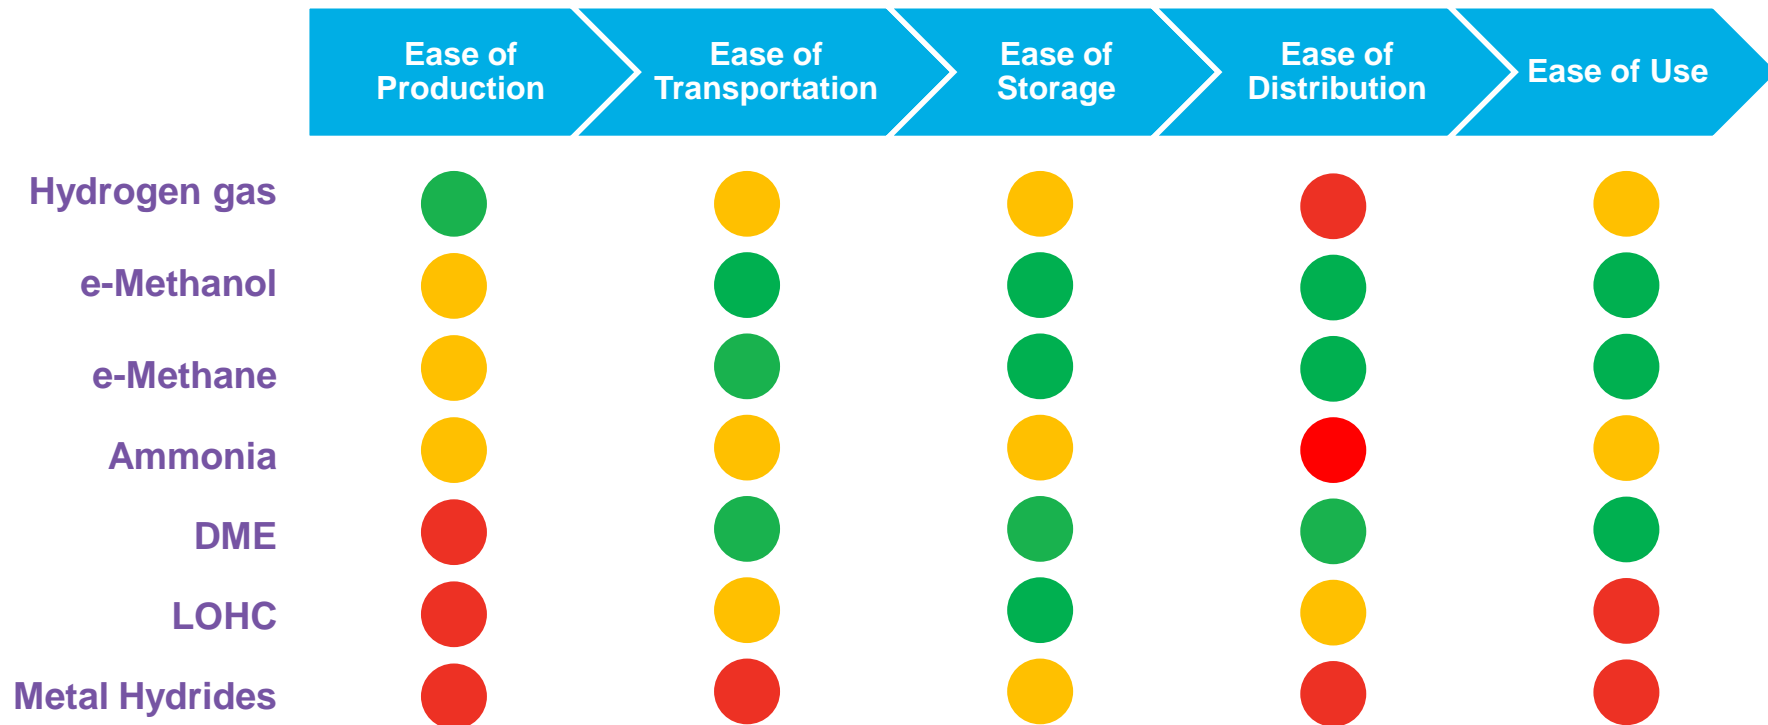 Ease of
Production
Ease of
Transportation
Ease of
Storage
Ease of
Distribution
Ease of Use
Hydrogen gas
e-Methanol
e-Methane
Ammonia
DME
LOHC
Metal Hydrides